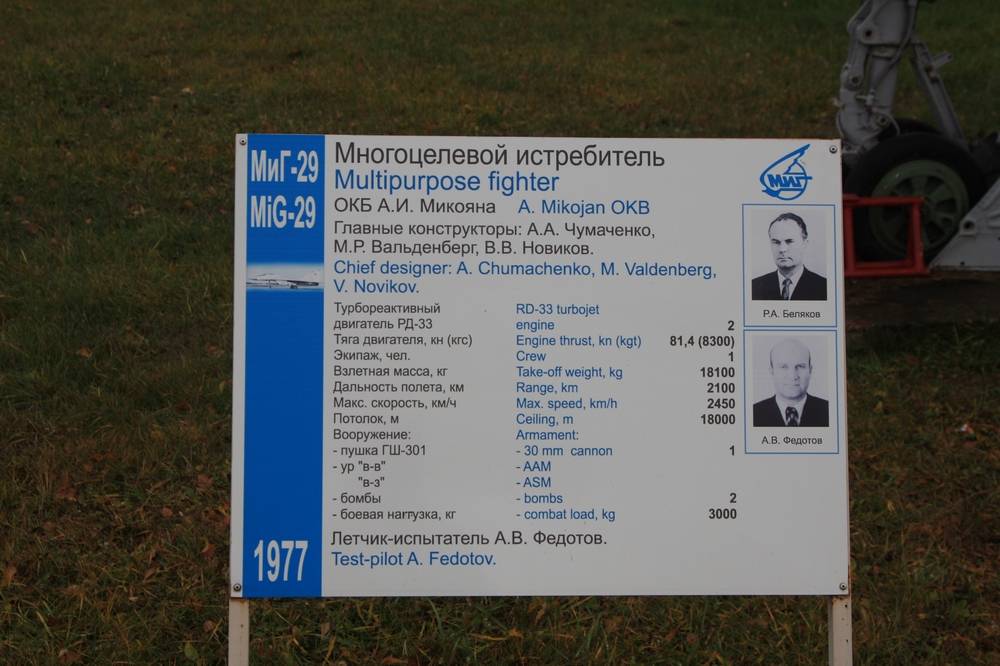 МиГ-29
MiG-29
1977
Многоцелевой истребитель
Multipurpose fighter
ОКБ А.И. Микояна A. Mikojan OKB
Главные конструкторы: А.А. Чумаченко,
М.Р. Вальденберг, В.В. Новиков.
Chief designer: A. Chumachenko, M. Valdenberg,
V. Novikov.
Турбореактивный RD-33 turbojet
двигатель РД-33 engine 2
Тяга двигателя, кн (кгс) Engine thrust, kn (kgt) 81,4 (8300)
Экипаж, чел. Crew 1
Взлетная масса, кг Take-off weight, kg 18100
Дальность полета, км Range, km 2100
Макс. скорость, км/ч Max. speed, km/h 2450
Потолок, м Ceiling, m 18000
Вооружение: Armament:
- пушка ГШ-301 - 30 mm cannon 1
- ур "в-в" - AAM
"в-з" - ASM
- бомбы - bombs 2
- боевая нагрузка, кг - combat load, kg 3000
Летчик-испытатель А.В. Федотов.
Test-pilot A. Fedotov.
МиГ
Р.А. Беляков
А.В. Федотов